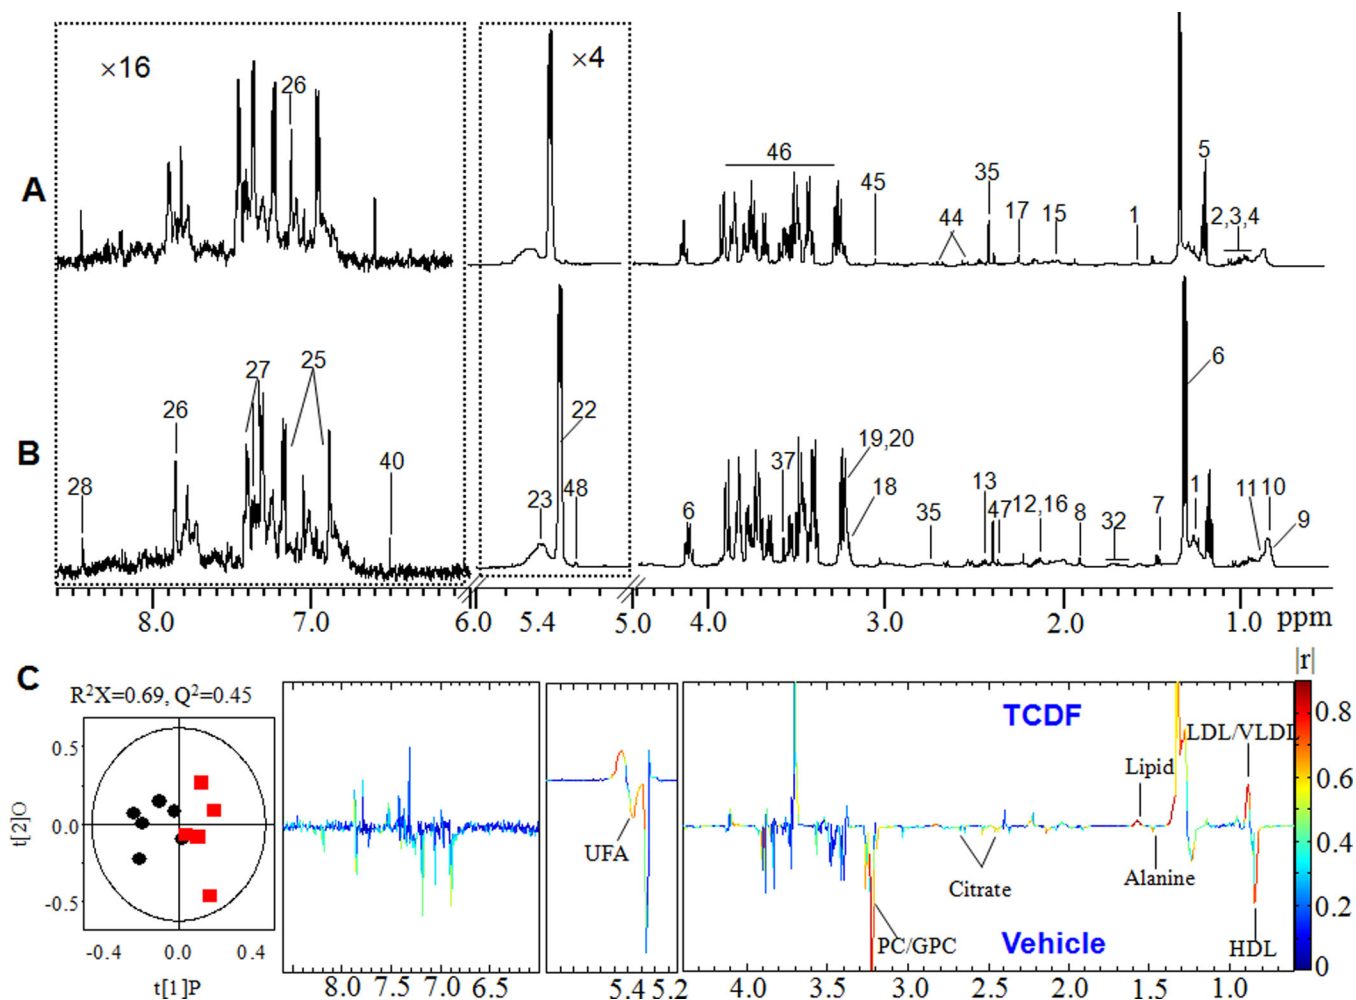 ×16
×4
26
A
46
45
44
35
17
15
1
5
2,3,4
B
28
26
27
25
40
23
22
48
6
37
19,20
18
35
13
47
12,16
8
32
7
1
6
11
10
9
8.0 7.0 6.0 5.4 5.0 4.0 3.0 2.0 1.0 ppm
C
R²X=0.69, Q²=0.45
|r|
t[2]O
0.5
0.0
-0.5
-0.4 0.0 0.4
t[1]P
8.0 7.5 7.0 6.5
UFA
5.4 5.2
TCDF
LDL/VLDL
Lipid
Citrate
Alanine
PC/GPC
Vehicle
HDL
4.0 3.5 3.0 2.5 2.0 1.5 1.0
0.8
0.6
0.4
0.2
0